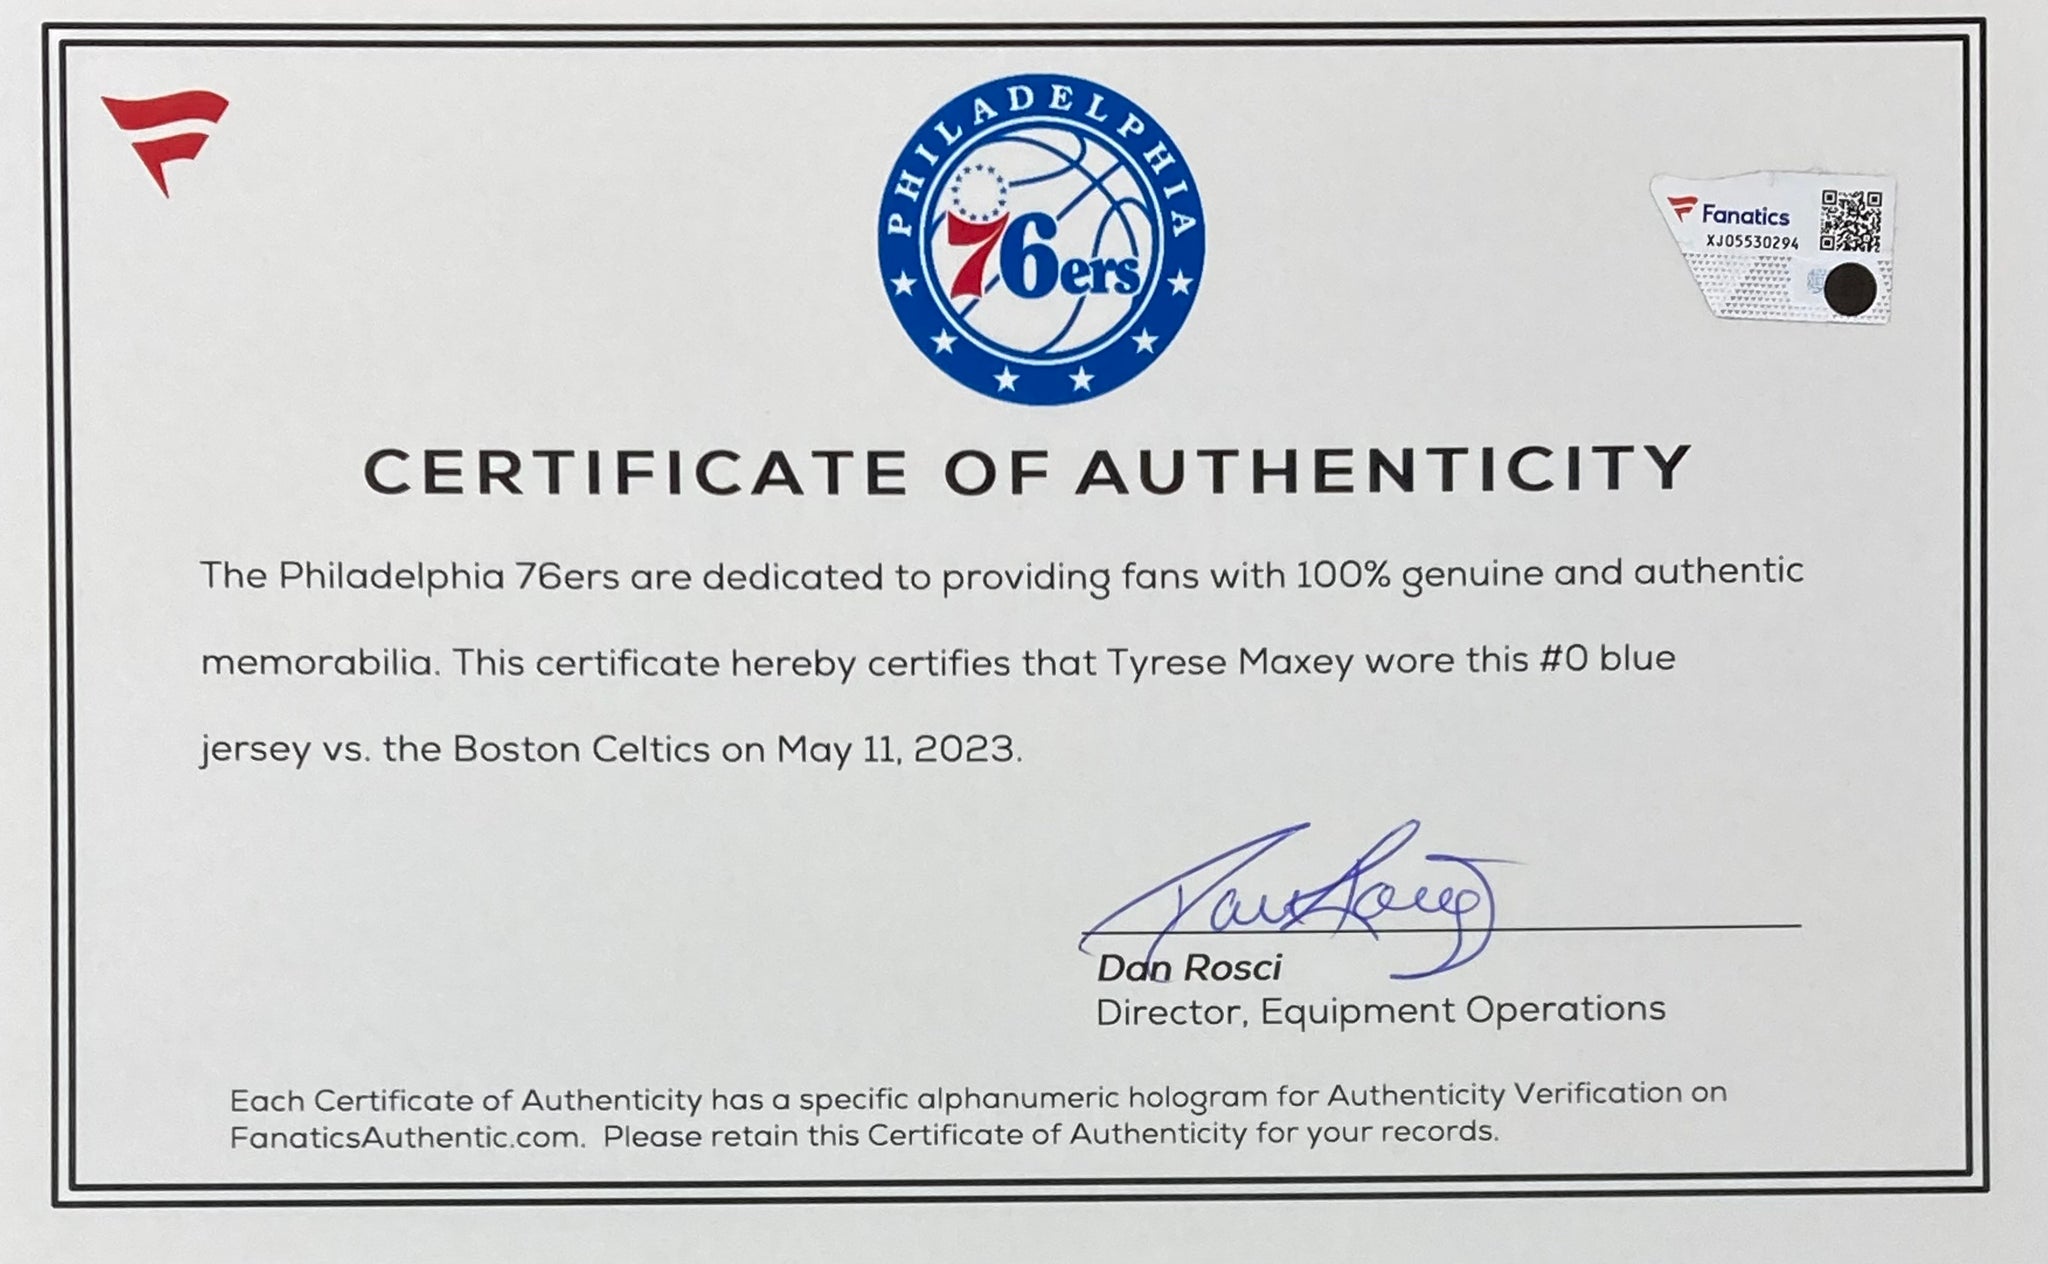 PHILADELPHIA
76ers
Fanatics
XJ05530294
CERTIFICATE OF AUTHENTICITY
The Philadelphia 76ers are dedicated to providing fans with 100% genuine and authentic
memorabilia. This certificate hereby certifies that Tyrese Maxey wore this #0 blue
jersey vs. the Boston Celtics on May 11, 2023.
Dan Rosci
Director, Equipment Operations
Each Certificate of Authenticity has a specific alphanumeric hologram for Authenticity Verification on
FanaticsAuthentic.com. Please retain this Certificate of Authenticity for your records.